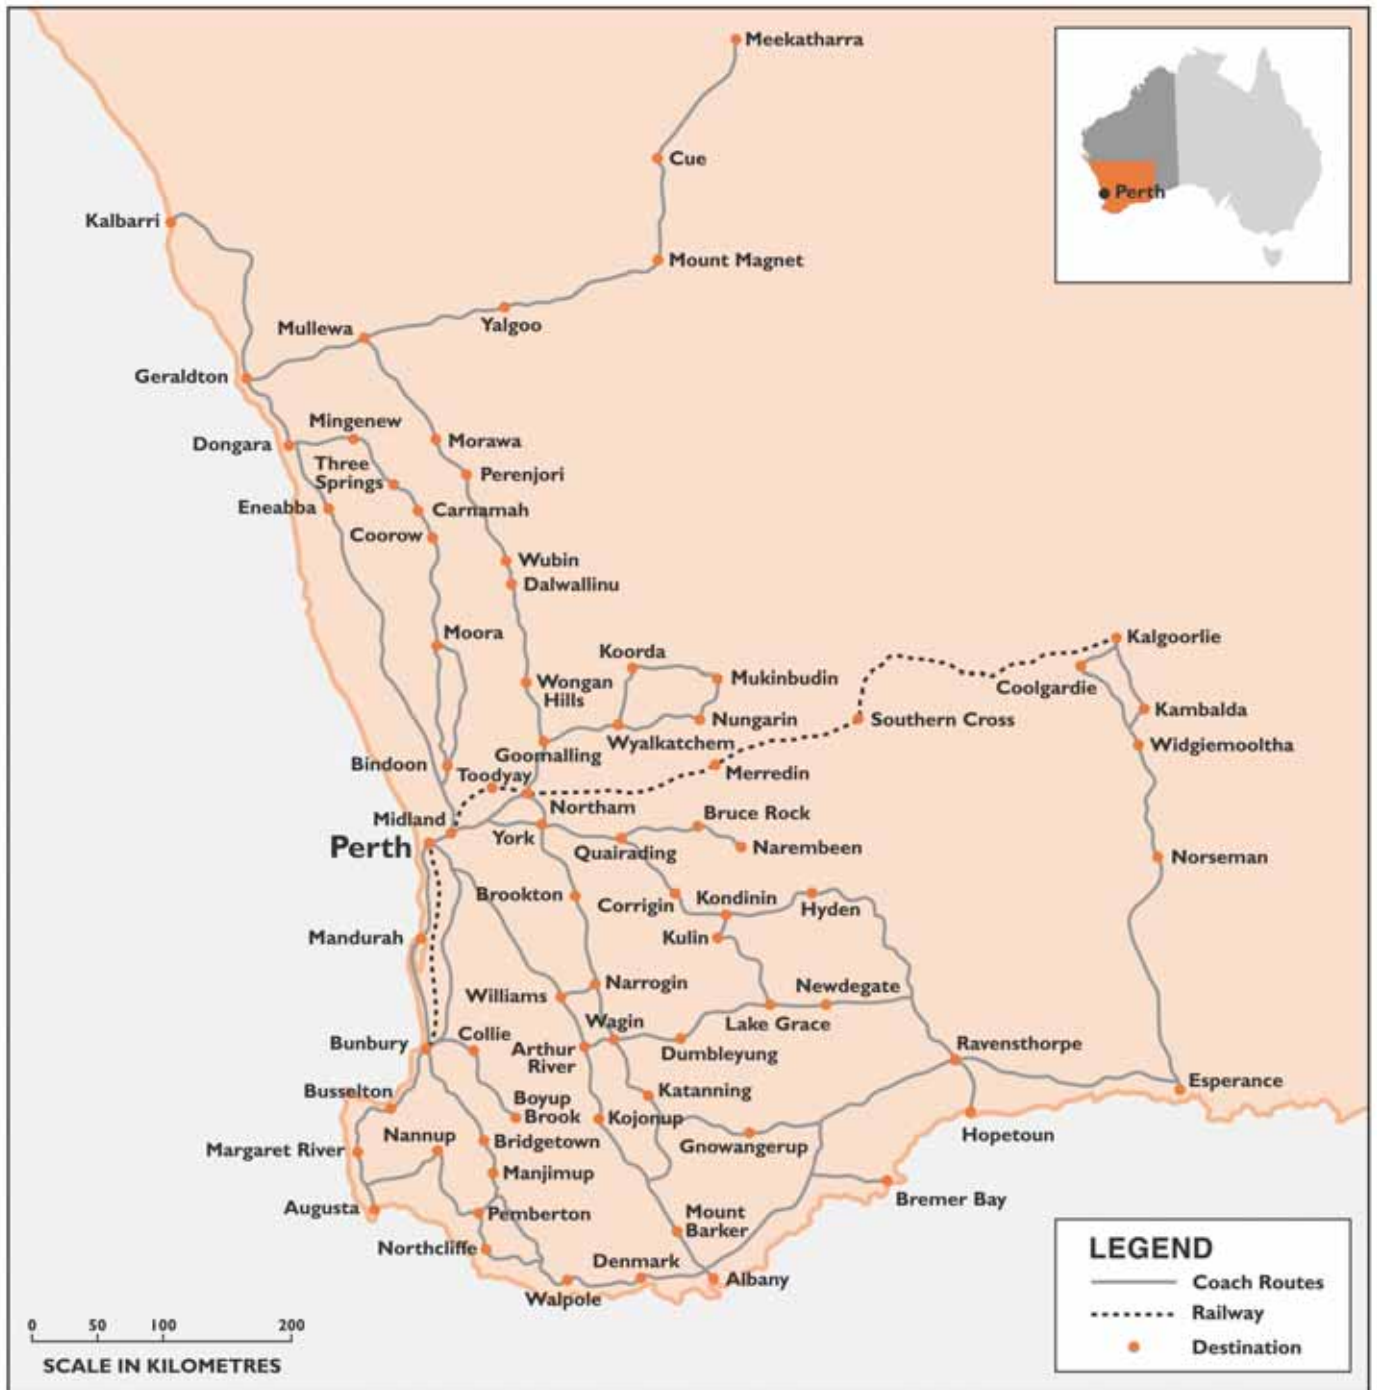 Meekatharra
Cue
Perth
Kalbarri
Mount Magnet
Mullewa
Yalgoo
Geraldton
Mingenew
Dongara
Morawa
Three
Springs
Perenjori
Eneabba
Carnamah
Coorow
Wubin
Dalwallinu
Moora
Kalgoorlie
Koorda
Mukinbudin
Wongan
Hills
Coolgardie
Nungarin
Southern Cross
Kambalda
Wyalkatchem
Widgiemooltha
Goomalling
Bindoon
Toodyay
Merredin
Northam
Bruce Rock
Midland
York
Perth
Quairading
Narembeen
Norseman
Brookton
Corrigin
Kondinin
Hyden
Mandurah
Kulin
Narrogin
Newdegate
Williams
Wagin
Lake Grace
Collie
Bunbury
Arthur
River
Dumbleyung
Ravensthorpe
Esperance
Busselton
Katanning
Boyup
Brook
Kojonup
Nannup
Bridgetown
Gnowangerup
Hopetoun
Margaret River
Manjimup
Bremer Bay
Augusta
Pemberton
Mount
Barker
Northcliffe
Denmark
Albany
Walpole
LEGEND
Coach Routes
Railway
Destination
0 50 100 200
SCALE IN KILOMETRES